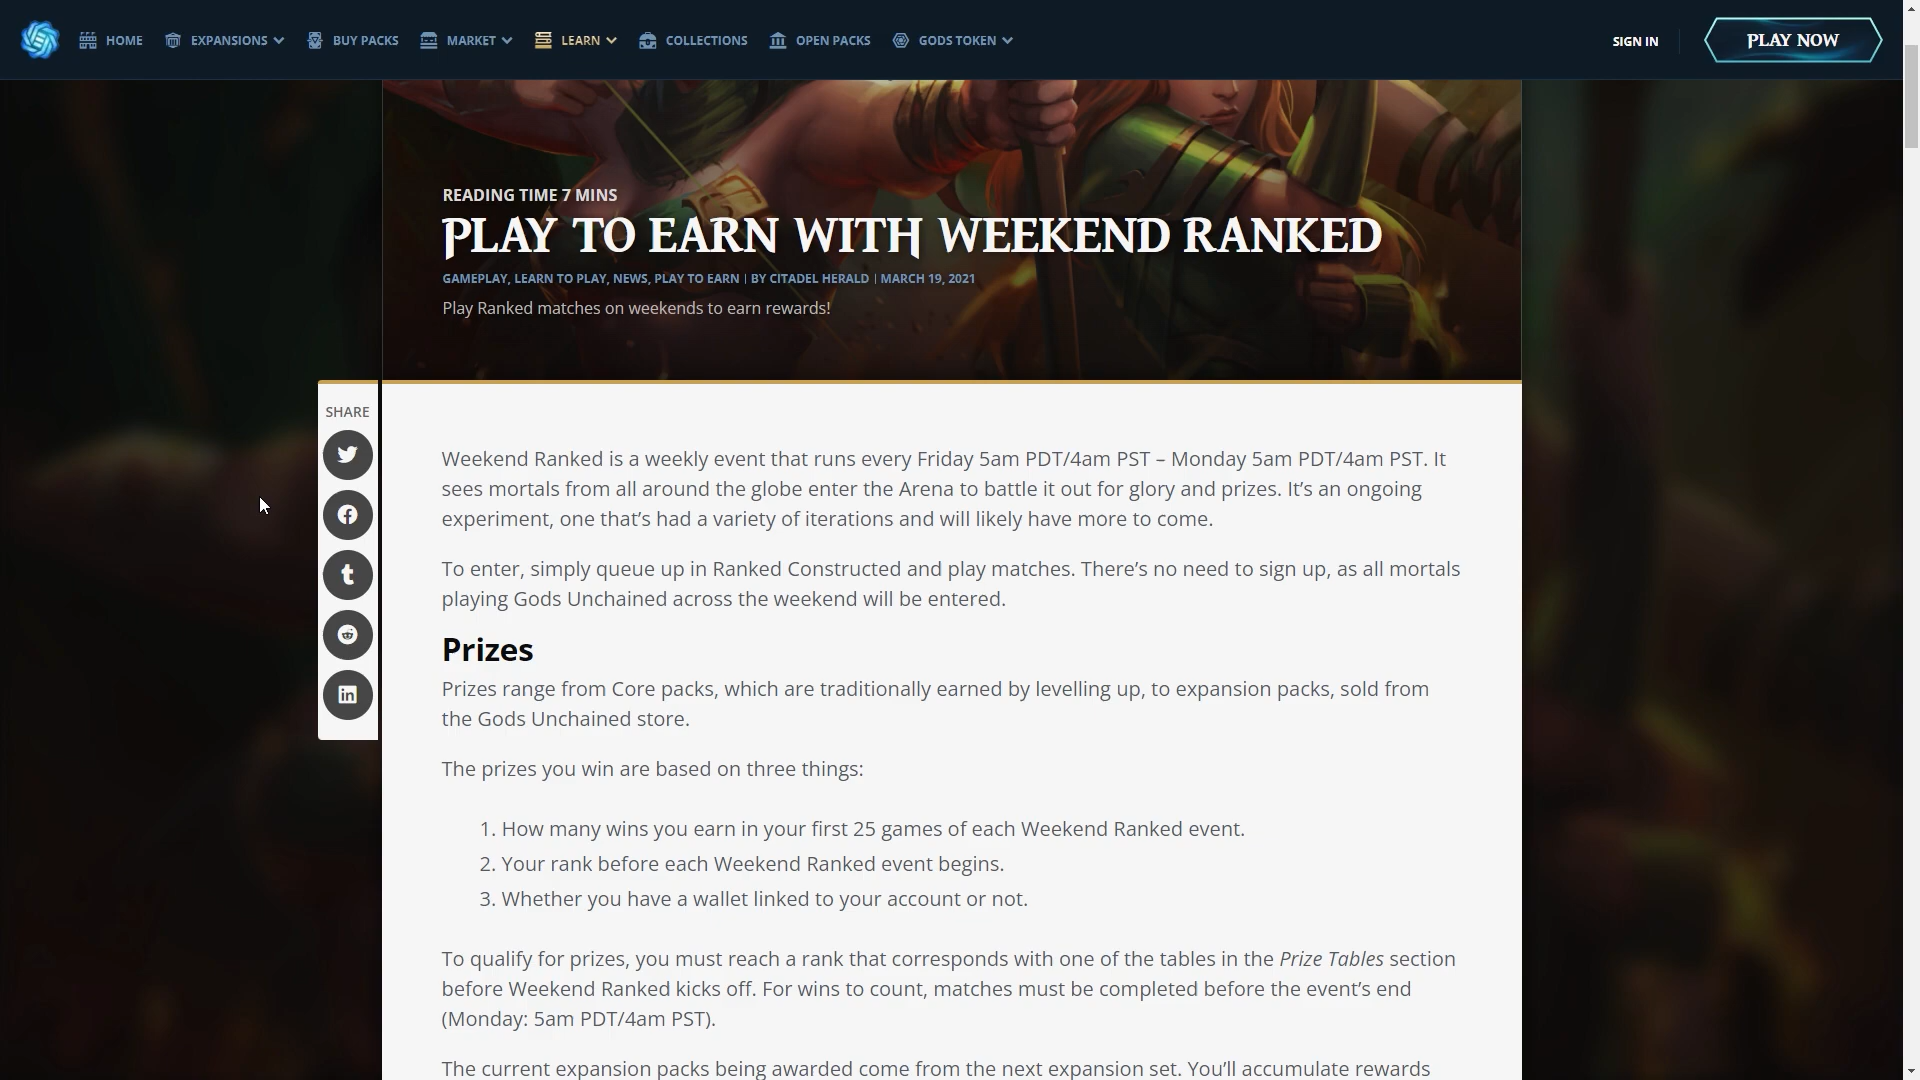 HOME EXPANSIONS BUY PACKS MARKET LEARN COLLECTIONS OPEN PACKS GODS TOKEN SIGN IN PLAY NOW
READING TIME 7 MINS
PLAY TO EARN WITH WEEKEND RANKED
GAMEPLAY, LEARN TO PLAY, NEWS, PLAY TO EARN | BY CITADEL HERALD | MARCH 19, 2021
Play Ranked matches on weekends to earn rewards!
SHARE
Weekend Ranked is a weekly event that runs every Friday 5am PDT/4am PST – Monday 5am PDT/4am PST. It
sees mortals from all around the globe enter the Arena to battle it out for glory and prizes. It’s an ongoing
experiment, one that’s had a variety of iterations and will likely have more to come.
To enter, simply queue up in Ranked Constructed and play matches. There’s no need to sign up, as all mortals
playing Gods Unchained across the weekend will be entered.
Prizes
Prizes range from Core packs, which are traditionally earned by levelling up, to expansion packs, sold from
the Gods Unchained store.
The prizes you win are based on three things:
1. How many wins you earn in your first 25 games of each Weekend Ranked event.
2. Your rank before each Weekend Ranked event begins.
3. Whether you have a wallet linked to your account or not.
To qualify for prizes, you must reach a rank that corresponds with one of the tables in the Prize Tables section
before Weekend Ranked kicks off. For wins to count, matches must be completed before the event’s end
(Monday: 5am PDT/4am PST).
The current expansion packs being awarded come from the next expansion set. You’ll accumulate rewards